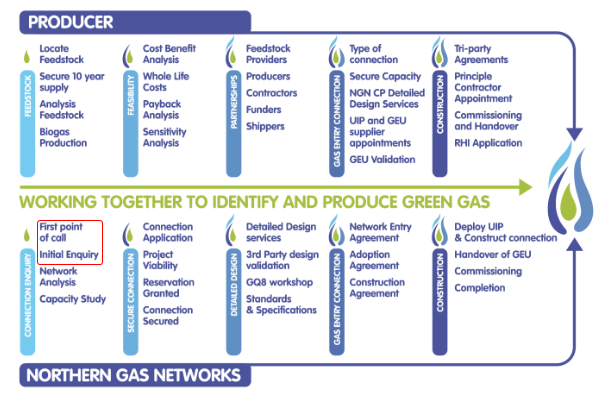 PRODUCER
Locate
Feedstock
Secure 10 year
supply
Analysis
Feedstock
Biogas
Production
FEEDSTOCK
Cost Benefit
Analysis
Whole Life
Costs
Payback
Analysis
Sensitivity
Analysis
FEASIBILITY
Feedstock
Providers
Producers
Contractors
Funders
Shippers
PARTNERSHIPS
Type of
connection
Secure Capacity
NGN CP Detailed
Design Services
UIP and GEU
supplier
appointments
GEU Validation
GAS ENTRY CONNECTION
Tri-party
Agreements
Principle
Contractor
Appointment
Commissioning
and Handover
RHI Application
CONSTRUCTION
WORKING TOGETHER TO IDENTIFY AND PRODUCE GREEN GAS
First point
of call
Initial Enquiry
Network
Analysis
Capacity Study
CONNECTION ENQUIRY
Connection
Application
Project
Viability
Reservation
Granted
Connection
Secured
SECURE CONNECTION
Detailed Design
services
3rd Party design
validation
GQ8 workshop
Standards
& Specifications
DETAILED DESIGN
Network Entry
Agreement
Adoption
Agreement
Construction
Agreement
GAS ENTRY CONNECTION
Deploy UIP
& Construct connection
Handover of GEU
Commissioning
Completion
CONSTRUCTION
NORTHERN GAS NETWORKS